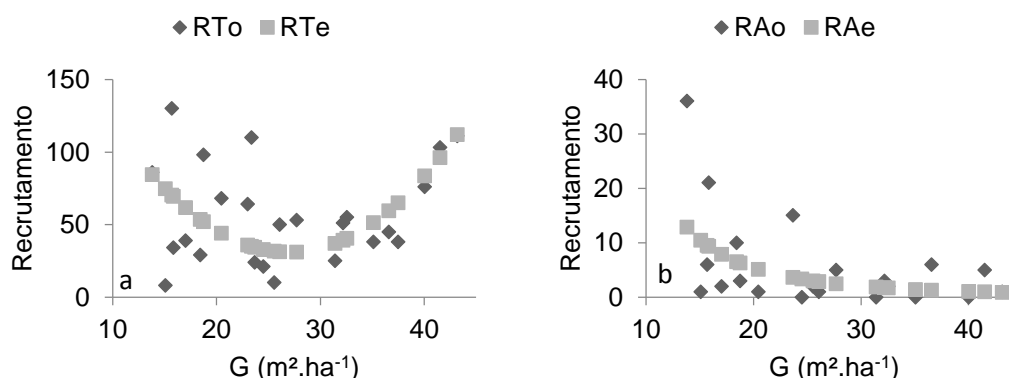 RTo RTe
150
100
50
0
Recrutamento
a
10 20 30 40
G (m².ha⁻¹)
RAo RAe
40
30
20
10
0
Recrutamento
b
10 20 30 40
G (m².ha⁻¹)